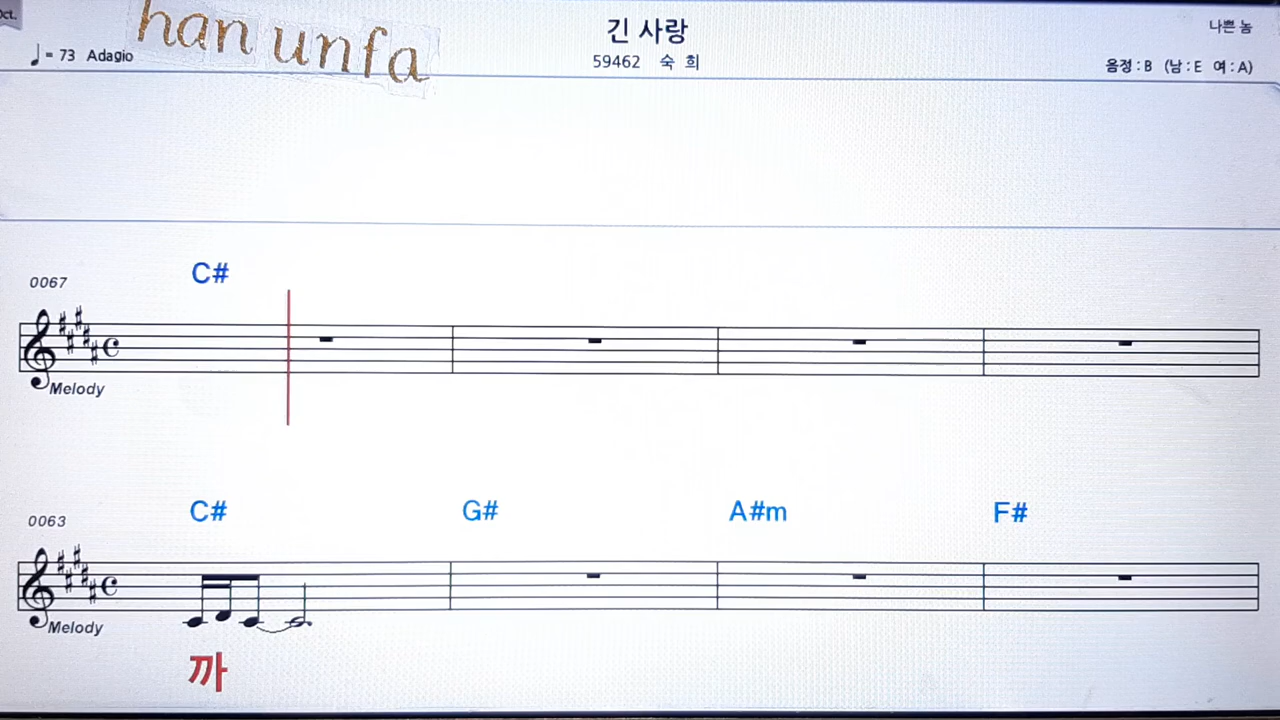 Oct.
han unfa
긴 사랑
나쁜 놈
♩= 73 Adagio
59462 숙 희
음정 : B (남 : E 여 : A)
0067
C#
Melody
0063
C# G# A#m F#
Melody
까